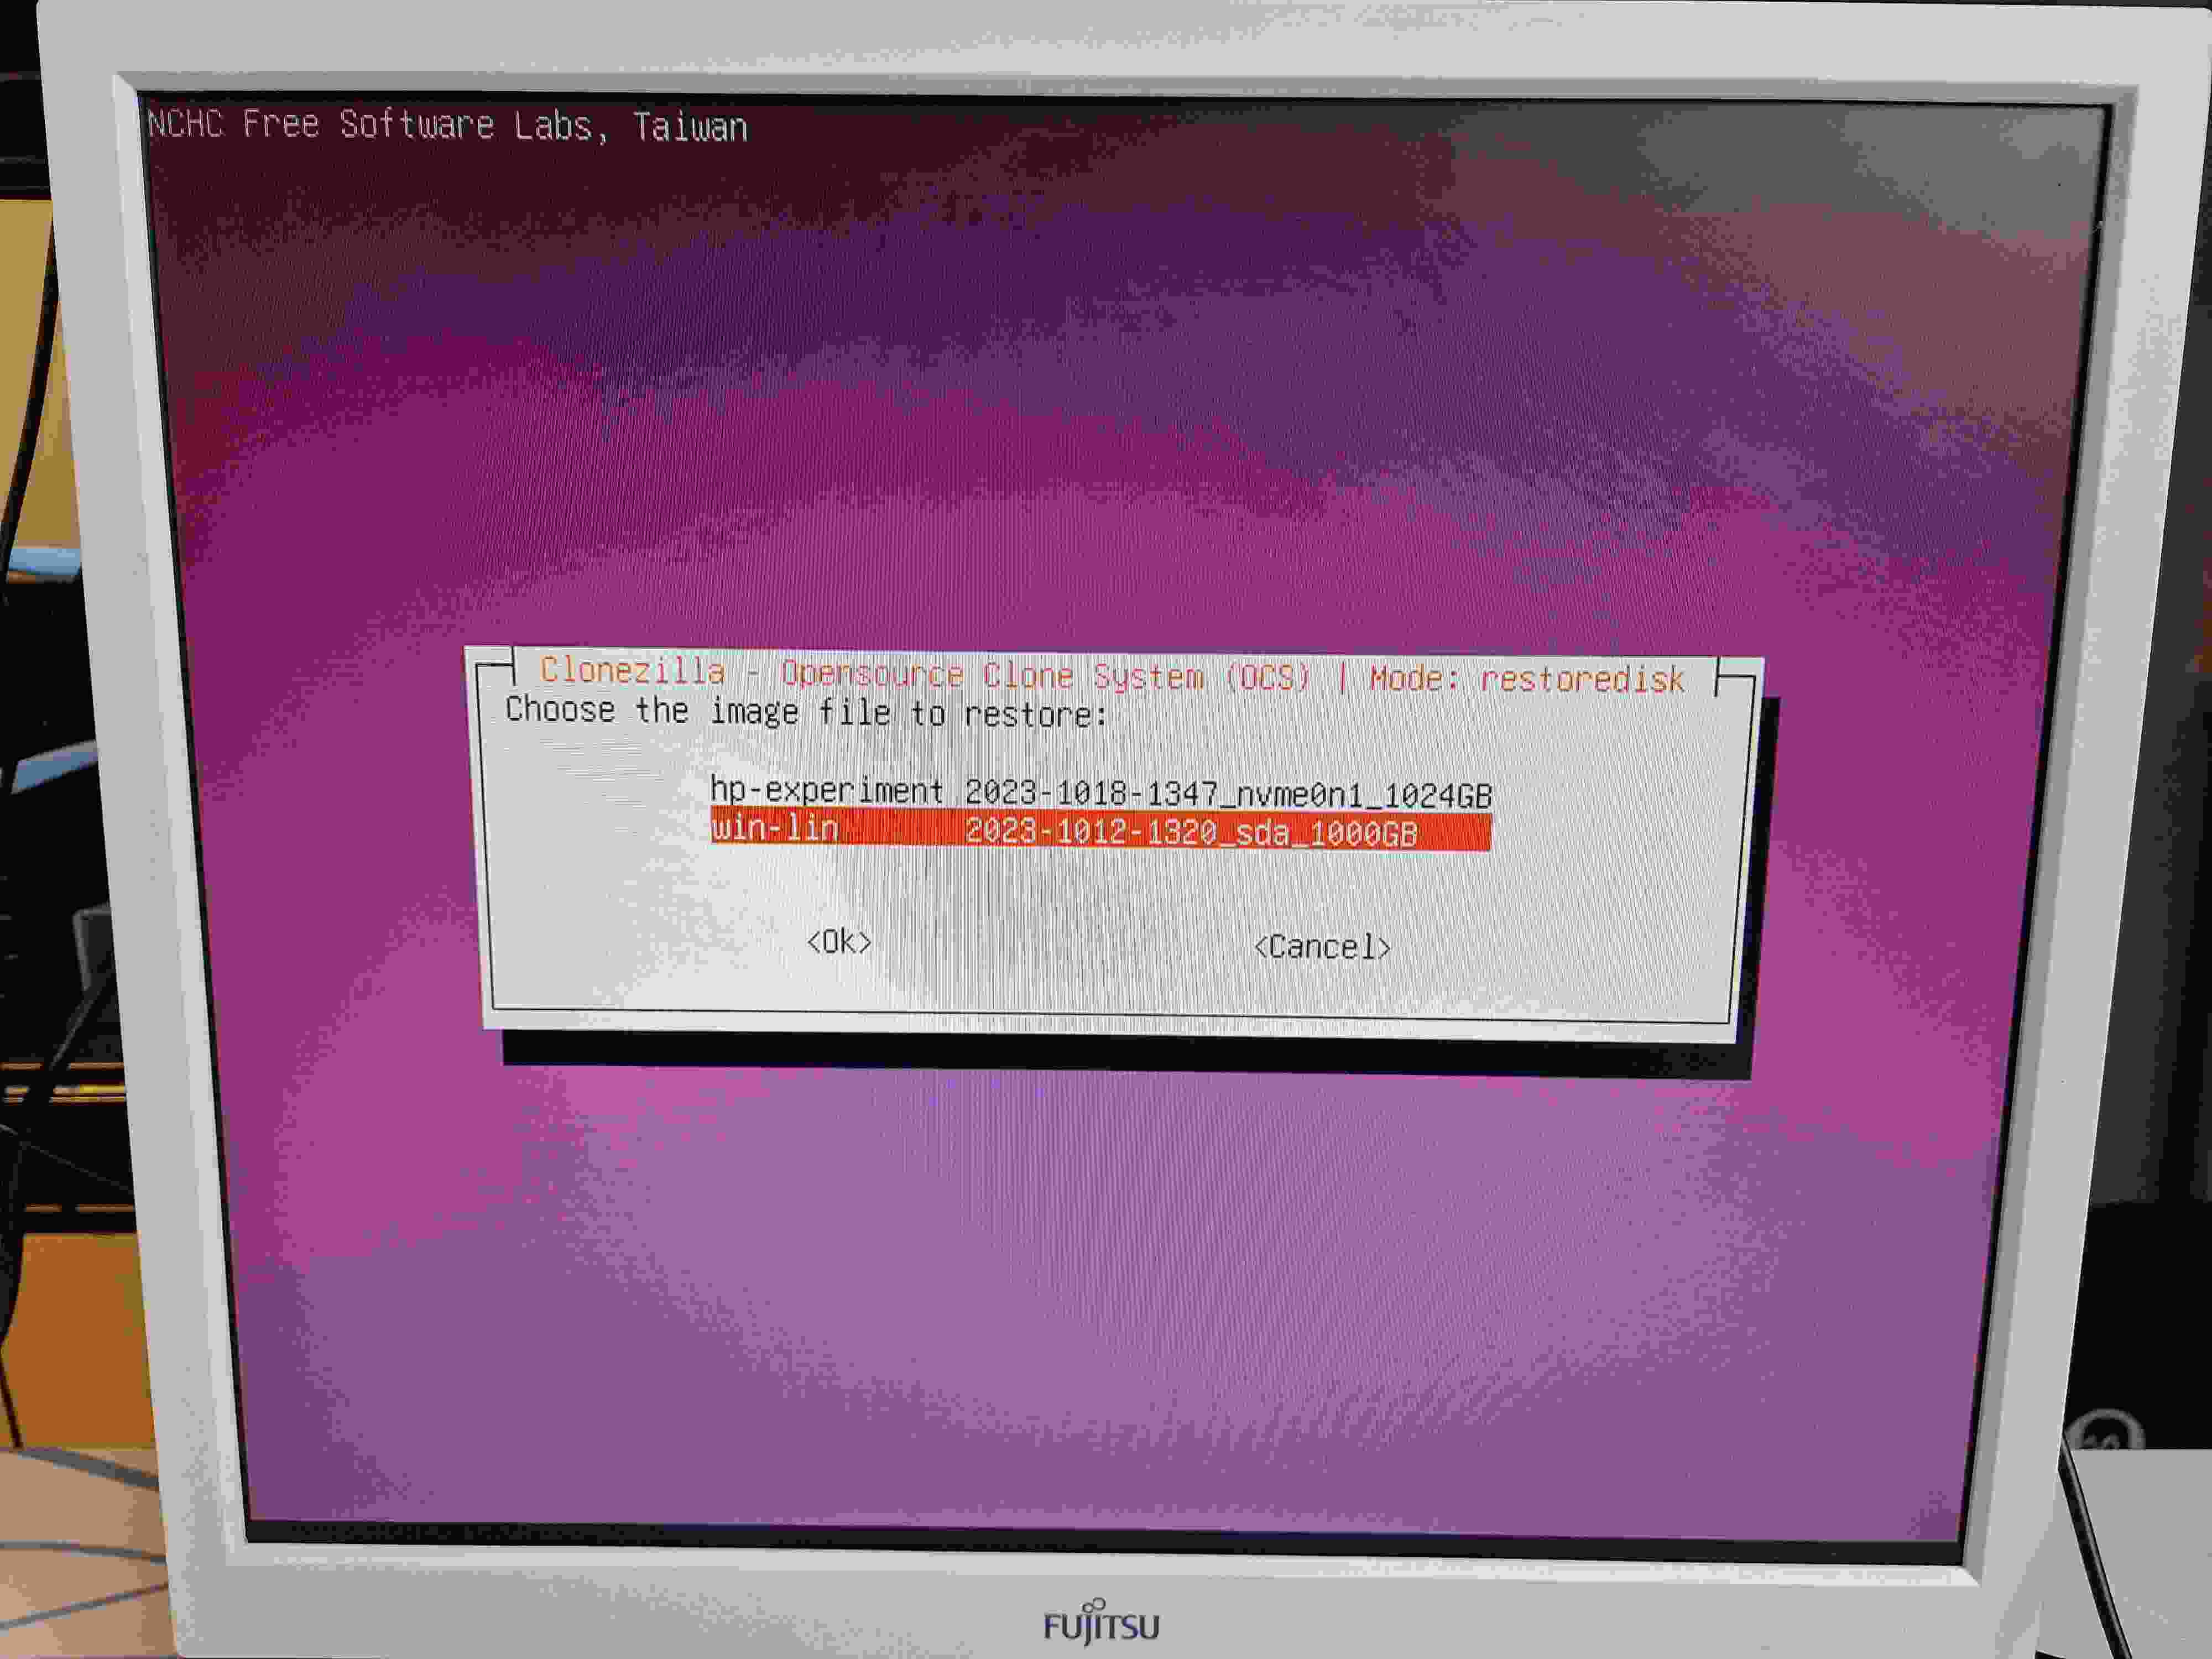 NCHC Free Software Labs, Taiwan
Clonezilla - Opensource Clone System (OCS) | Mode: restoredisk
Choose the image file to restore:
hp-experiment 2023-1018-1347_nvme0n1_1024GB
win-lin 2023-1012-1320_sda_1000GB
<Ok> <Cancel>
FUJITSU